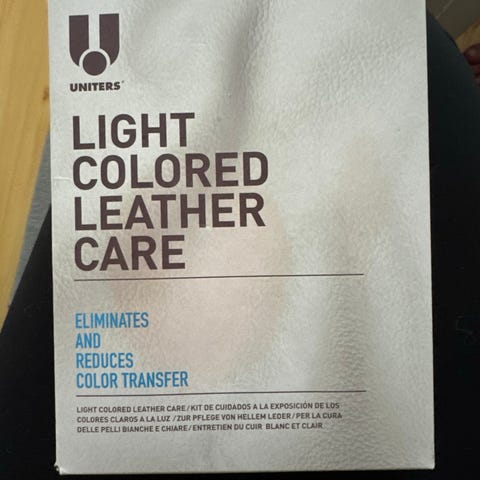 UNITERS®
LIGHT
COLORED
LEATHER
CARE
ELIMINATES
AND
REDUCES
COLOR TRANSFER
LIGHT COLORED LEATHER CARE/KIT DE CUIDADOS A LA EXPOSICIÓN DE LOS
COLORES CLAROS A LA LUZ /ZUR PFLEGE VON HELLEM LEDER/PER LA CURA
DELLE PELLI BIANCHE E CHIARE/ENTRETIEN DU CUIR BLANC ET CLAIR